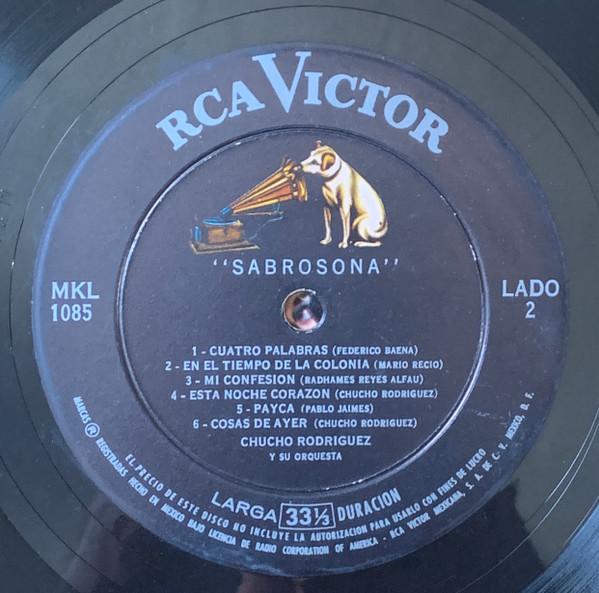 RCA VICTOR
"SABROSONA"
MKL
1085
LADO
2
1 - CUATRO PALABRAS (FEDERICO BAENA)
2 - EN EL TIEMPO DE LA COLONIA (MARIO RECIO)
3 - MI CONFESION (RADHAMES REYES ALFAU)
4 - ESTA NOCHE CORAZON (CHUCHO RODRIGUEZ)
5 - PAYCA (PABLO JAIMES)
6 - COSAS DE AYER (CHUCHO RODRIGUEZ)
CHUCHO RODRIGUEZ
Y SU ORQUESTA
LARGA 33 1/3 DURACION
EL PRECIO DE ESTE DISCO NO INCLUYE LA AUTORIZACION PARA USARLO CON FINES DE LUCRO
MARCAS ® REGISTRADAS HECHO EN MEXICO BAJO LICENCIA DE RADIO CORPORATION OF AMERICA - RCA VICTOR MEXICANA, S. A. DE C. V. MEXICO, D. F.